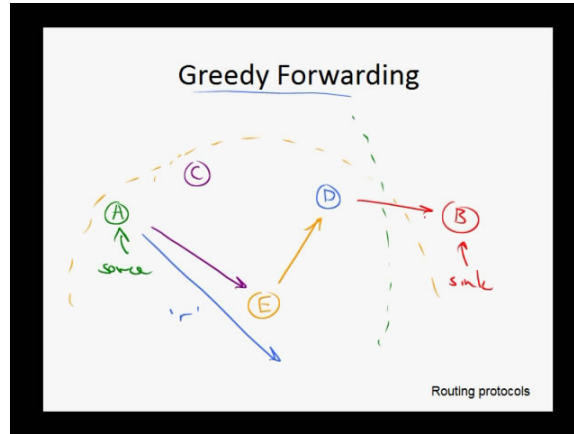 Greedy Forwarding
C
A
D
B
source
E
sink
'r'
Routing protocols